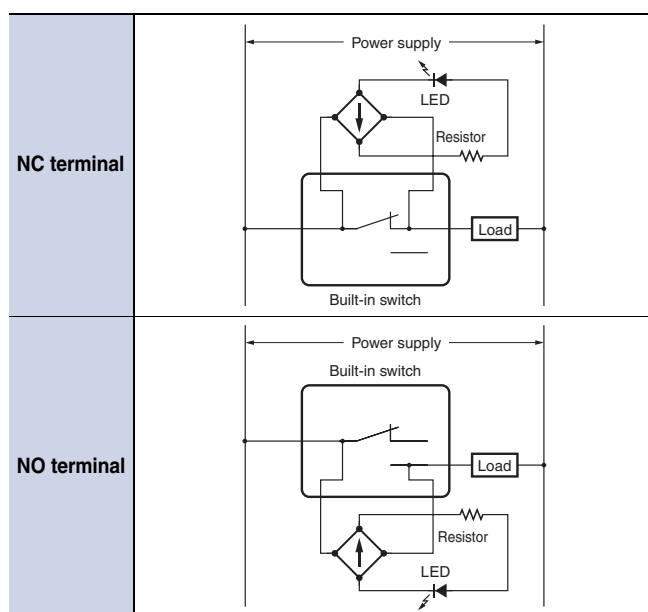 NC terminal
Power supply
LED
Resistor
Load
Built-in switch
NO terminal
Power supply
Built-in switch
Load
Resistor
LED